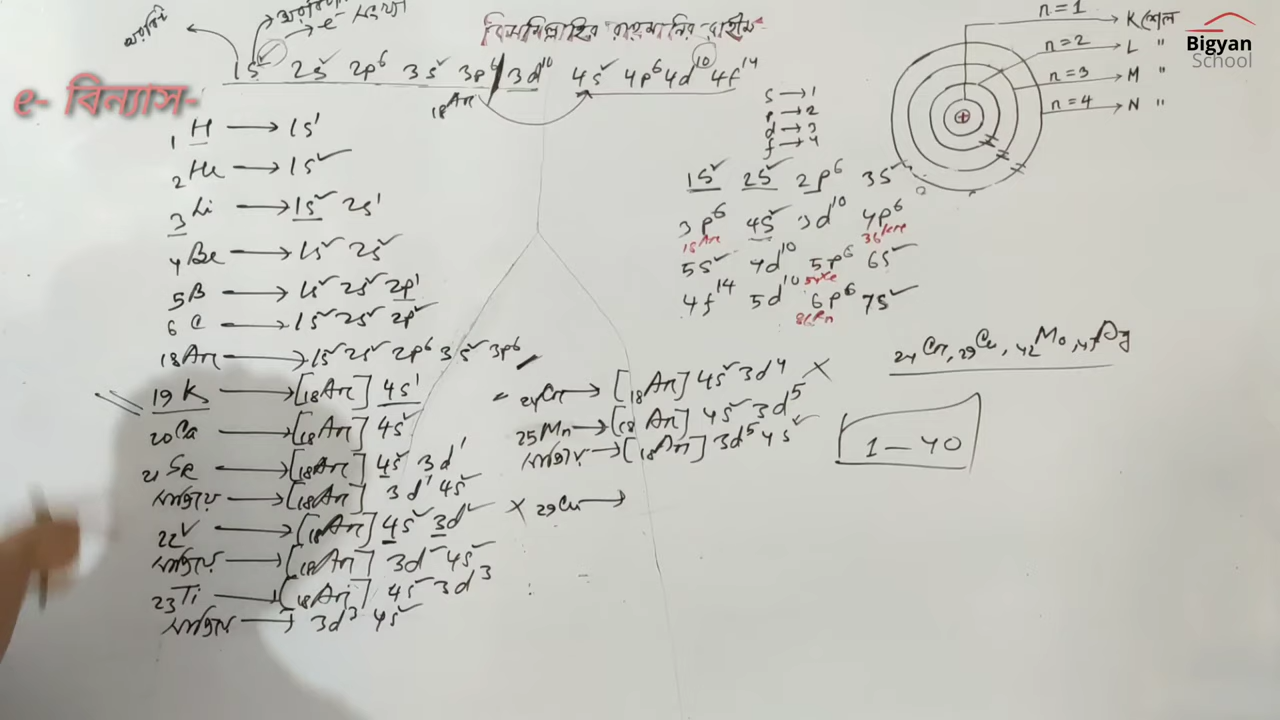 অরবিট
e- সংখ্যা
বিসমিল্লাহির রাহমানির রাহীম
1s² 2s² 2p⁶ 3s² 3p⁶ 3d¹⁰ 4s² 4p⁶ 4d¹⁰ 4f¹⁴
18Ar
e- বিন্যাস-
1H → 1s¹
2He → 1s²
3Li → 1s² 2s¹
4Be → 1s² 2s²
5B → 1s² 2s² 2p¹
6C → 1s² 2s² 2p²
18Ar → 1s² 2s² 2p⁶ 3s² 3p⁶
19K → [18Ar] 4s¹
20Ca → [18Ar] 4s²
21Sc → [18Ar] 4s² 3d¹
সাজিয়ে → [18Ar] 3d¹ 4s²
22V → [18Ar] 4s² 3d²
সাজিয়ে → [18Ar] 3d² 4s²
23Ti → [18Ar] 4s² 3d³
সাজিয়ে → 3d³ 4s²
24Cr → [18Ar] 4s² 3d⁴ ×
25Mn → [18Ar] 4s² 3d⁵
সাজিয়ে → [18Ar] 3d⁵ 4s²
× 29Cu →
s → 1
p → 2
d → 3
f → 4
1s² 2s² 2p⁶ 3s²
3p⁶ 4s² 3d¹⁰ 4p⁶
18Ar 36Kr
5s² 4d¹⁰ 5p⁶ 6s²
54Xe
4f¹⁴ 5d¹⁰ 6p⁶ 7s²
86Rn
24Cr, 29Cu, 42Mo, 47Ag
1 – 40
n = 1 → K শেল
n = 2 → L "
n = 3 → M "
n = 4 → N "
Bigyan
School